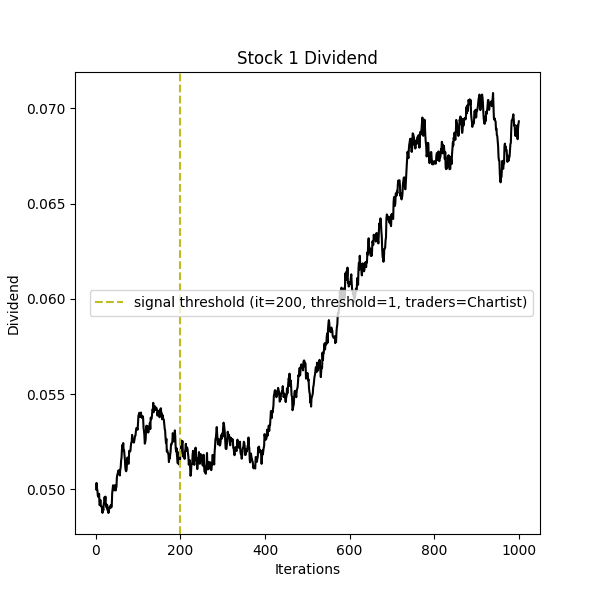 Stock 1 Dividend
Dividend
0.070
0.065
0.060
0.055
0.050
signal threshold (it=200, threshold=1, traders=Chartist)
0 200 400 600 800 1000
Iterations